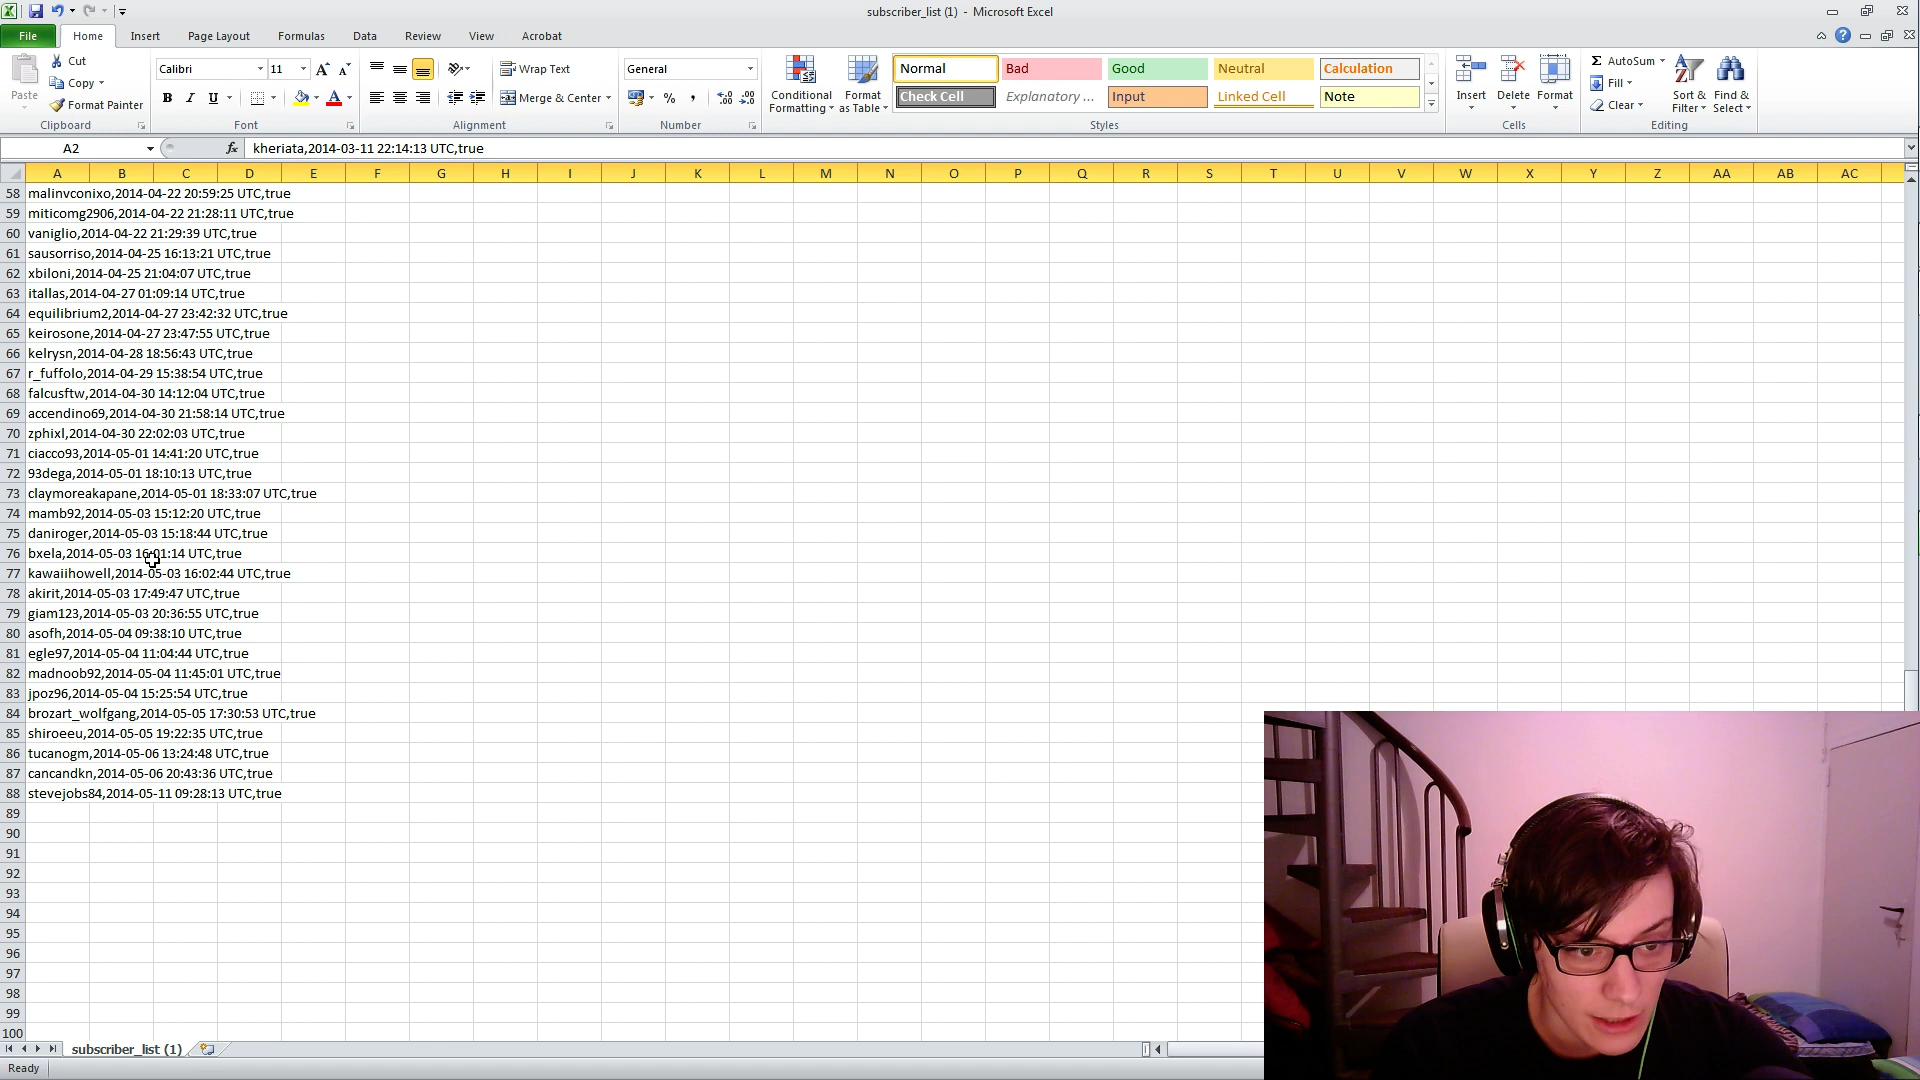 subscriber_list (1) - Microsoft Excel
File Home Insert Page Layout Formulas Data Review View Acrobat
Paste
Cut
Copy
Format Painter
Clipboard
Calibri 11
B I U
Font
Wrap Text
Merge & Center
Alignment
General
% ,
Number
Conditional Formatting
Format as Table
Normal Bad Good Neutral Calculation
Check Cell Explanatory ... Input Linked Cell Note
Styles
Insert Delete Format
Cells
Σ AutoSum
Fill
Clear
Sort & Filter
Find & Select
Editing
A2 fx kheriata,2014-03-11 22:14:13 UTC,true
A B C D E F G H I J K L M N O P Q R S T U V W X Y Z AA AB AC
58 malinvconixo,2014-04-22 20:59:25 UTC,true
59 miticomg2906,2014-04-22 21:28:11 UTC,true
60 vaniglio,2014-04-22 21:29:39 UTC,true
61 sausorriso,2014-04-25 16:13:21 UTC,true
62 xbiloni,2014-04-25 21:04:07 UTC,true
63 itallas,2014-04-27 01:09:14 UTC,true
64 equilibrium2,2014-04-27 23:42:32 UTC,true
65 keirosone,2014-04-27 23:47:55 UTC,true
66 kelrysn,2014-04-28 18:56:43 UTC,true
67 r_fuffolo,2014-04-29 15:38:54 UTC,true
68 falcusftw,2014-04-30 14:12:04 UTC,true
69 accendino69,2014-04-30 21:58:14 UTC,true
70 zphixl,2014-04-30 22:02:03 UTC,true
71 ciacco93,2014-05-01 14:41:20 UTC,true
72 93dega,2014-05-01 18:10:13 UTC,true
73 claymoreakapane,2014-05-01 18:33:07 UTC,true
74 mamb92,2014-05-03 15:12:20 UTC,true
75 daniroger,2014-05-03 15:18:44 UTC,true
76 bxela,2014-05-03 16:01:14 UTC,true
77 kawaiihowell,2014-05-03 16:02:44 UTC,true
78 akirit,2014-05-03 17:49:47 UTC,true
79 giam123,2014-05-03 20:36:55 UTC,true
80 asofh,2014-05-04 09:38:10 UTC,true
81 egle97,2014-05-04 11:04:44 UTC,true
82 madnoob92,2014-05-04 11:45:01 UTC,true
83 jpoz96,2014-05-04 15:25:54 UTC,true
84 brozart_wolfgang,2014-05-05 17:30:53 UTC,true
85 shiroeeu,2014-05-05 19:22:35 UTC,true
86 tucanogm,2014-05-06 13:24:48 UTC,true
87 cancandkn,2014-05-06 20:43:36 UTC,true
88 stevejobs84,2014-05-11 09:28:13 UTC,true
89
90
91
92
93
94
95
96
97
98
99
100
subscriber_list (1)
Ready